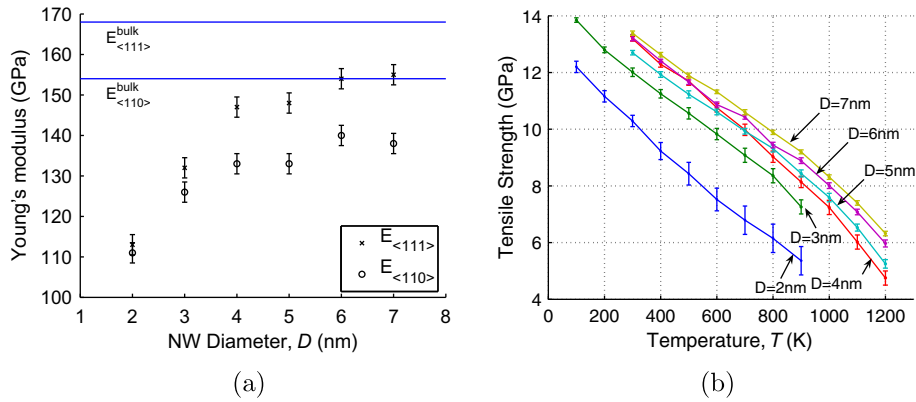 (a)
170
160
150
140
130
120
110
100
Young's modulus (GPa)
E<111>^bulk
E<110>^bulk
E<111>
E<110>
1 2 3 4 5 6 7 8
NW Diameter, D (nm)
(a)
14
12
10
8
6
4
Tensile Strength (GPa)
D=7nm
D=6nm
D=5nm
D=3nm
D=4nm
D=2nm
0 200 400 600 800 1000 1200
Temperature, T (K)
(b)